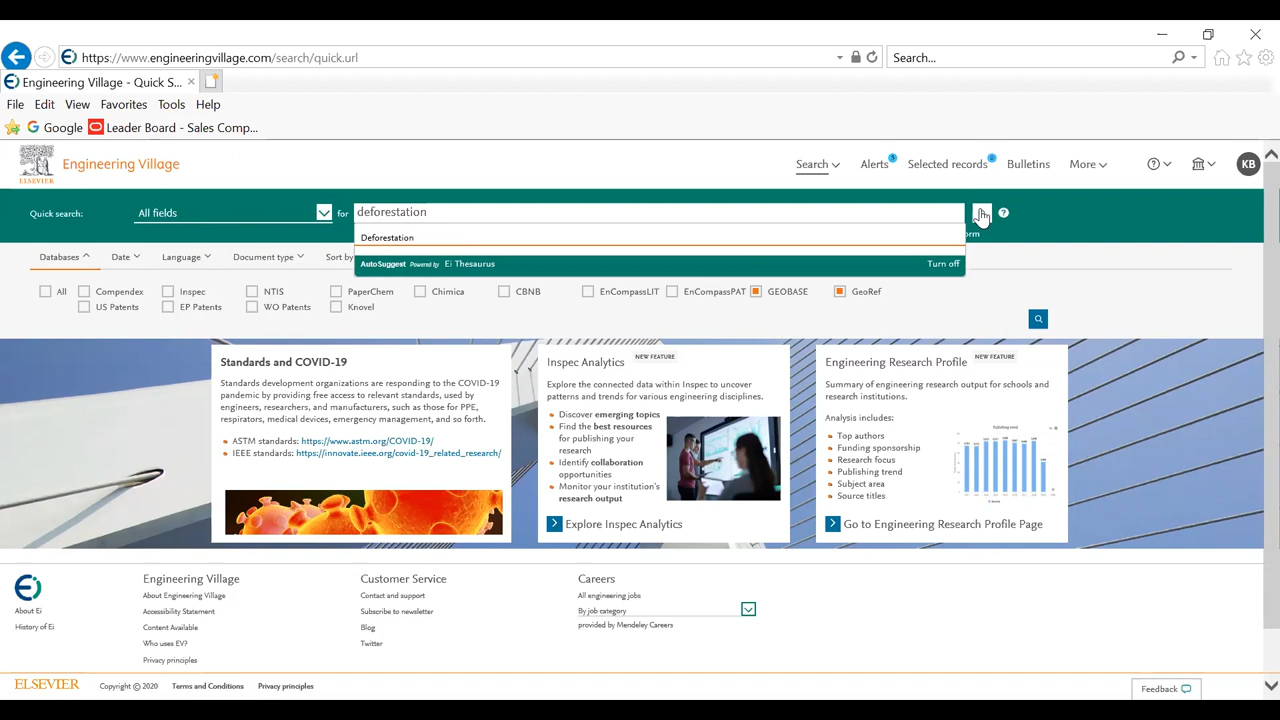 https://www.engineeringvillage.com/search/quick.url
Search...
Engineering Village - Quick S...
File Edit View Favorites Tools Help
Google Leader Board - Sales Comp...
ELSEVIER
Engineering Village
Search Alerts 5 Selected records 0 Bulletins More KB
Quick search: All fields for deforestation
Deforestation
orm
AutoSuggest Powered by Ei Thesaurus Turn off
Databases Date Language Document type Sort by
All Compendex Inspec NTIS PaperChem Chimica CBNB EnCompassLIT EnCompassPAT GEOBASE GeoRef
US Patents EP Patents WO Patents Knovel
Standards and COVID-19
Standards development organizations are responding to the COVID-19
pandemic by providing free access to relevant standards, used by
engineers, researchers, and manufacturers, such as those for PPE,
respirators, medical devices, emergency management, and so forth.
ASTM standards: https://www.astm.org/COVID-19/
IEEE standards: https://innovate.ieee.org/covid-19_related_research/
Inspec Analytics NEW FEATURE
Explore the connected data within Inspec to uncover
patterns and trends for various engineering disciplines.
Discover emerging topics
Find the best resources
for publishing your
research
Identify collaboration
opportunities
Monitor your institution's
research output
Explore Inspec Analytics
Engineering Research Profile NEW FEATURE
Summary of engineering research output for schools and
research institutions.
Analysis includes:
Top authors
Funding sponsorship
Research focus
Publishing trend
Subject area
Source titles
Publishing trend
Go to Engineering Research Profile Page
About Ei
History of Ei
Engineering Village
About Engineering Village
Accessibility Statement
Content Available
Who uses EV?
Privacy principles
Customer Service
Contact and support
Subscribe to newsletter
Blog
Twitter
Careers
All engineering jobs
By job category
provided by Mendeley Careers
ELSEVIER Copyright © 2020 Terms and Conditions Privacy principles
Feedback